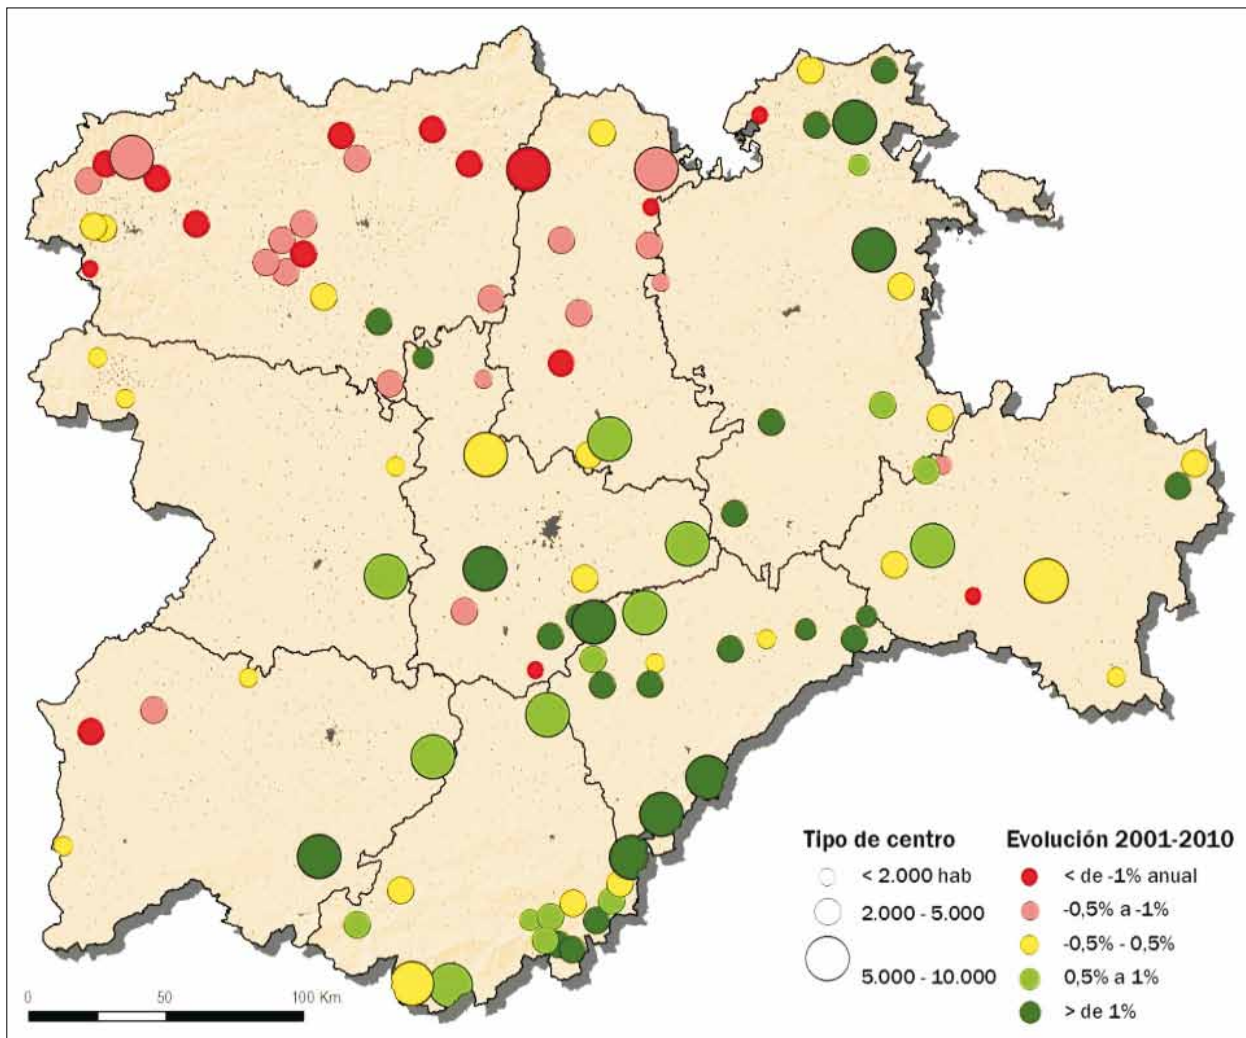 Tipo de centro
< 2.000 hab
2.000 - 5.000
5.000 - 10.000
Evolución 2001-2010
< de -1% anual
-0,5% a -1%
-0,5% - 0,5%
0,5% a 1%
> de 1%
0 50 100 Km